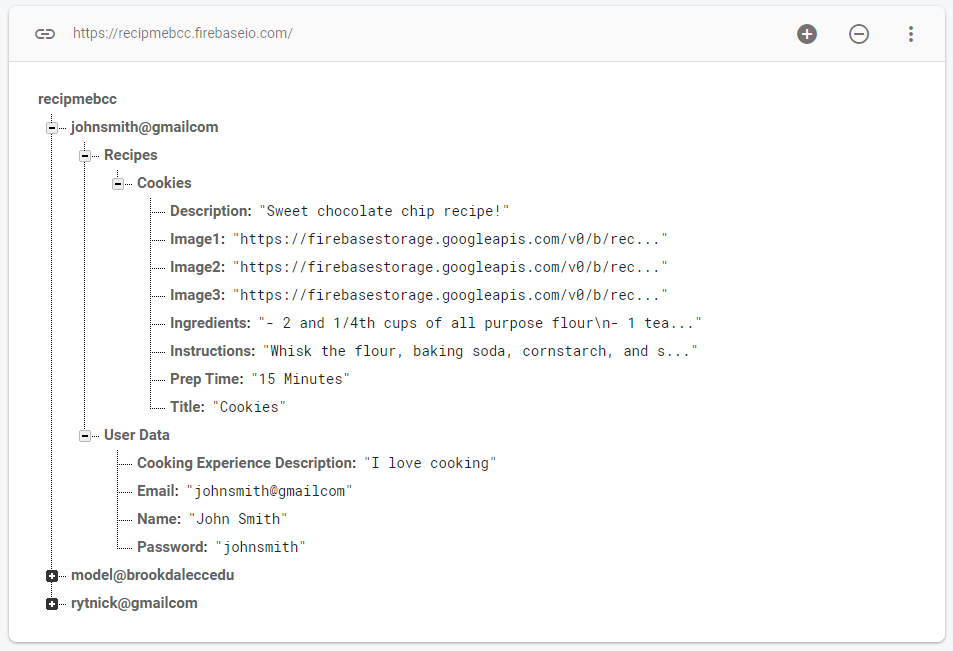 https://recipmebcc.firebaseio.com/
recipmebcc
johnsmith@gmailcom
Recipes
Cookies
Description: "Sweet chocolate chip recipe!"
Image1: "https://firebasestorage.googleapis.com/v0/b/rec..."
Image2: "https://firebasestorage.googleapis.com/v0/b/rec..."
Image3: "https://firebasestorage.googleapis.com/v0/b/rec..."
Ingredients: "- 2 and 1/4th cups of all purpose flour\n- 1 tea..."
Instructions: "Whisk the flour, baking soda, cornstarch, and s..."
Prep Time: "15 Minutes"
Title: "Cookies"
User Data
Cooking Experience Description: "I love cooking"
Email: "johnsmith@gmailcom"
Name: "John Smith"
Password: "johnsmith"
model@brookdaleccedu
rytnick@gmailcom